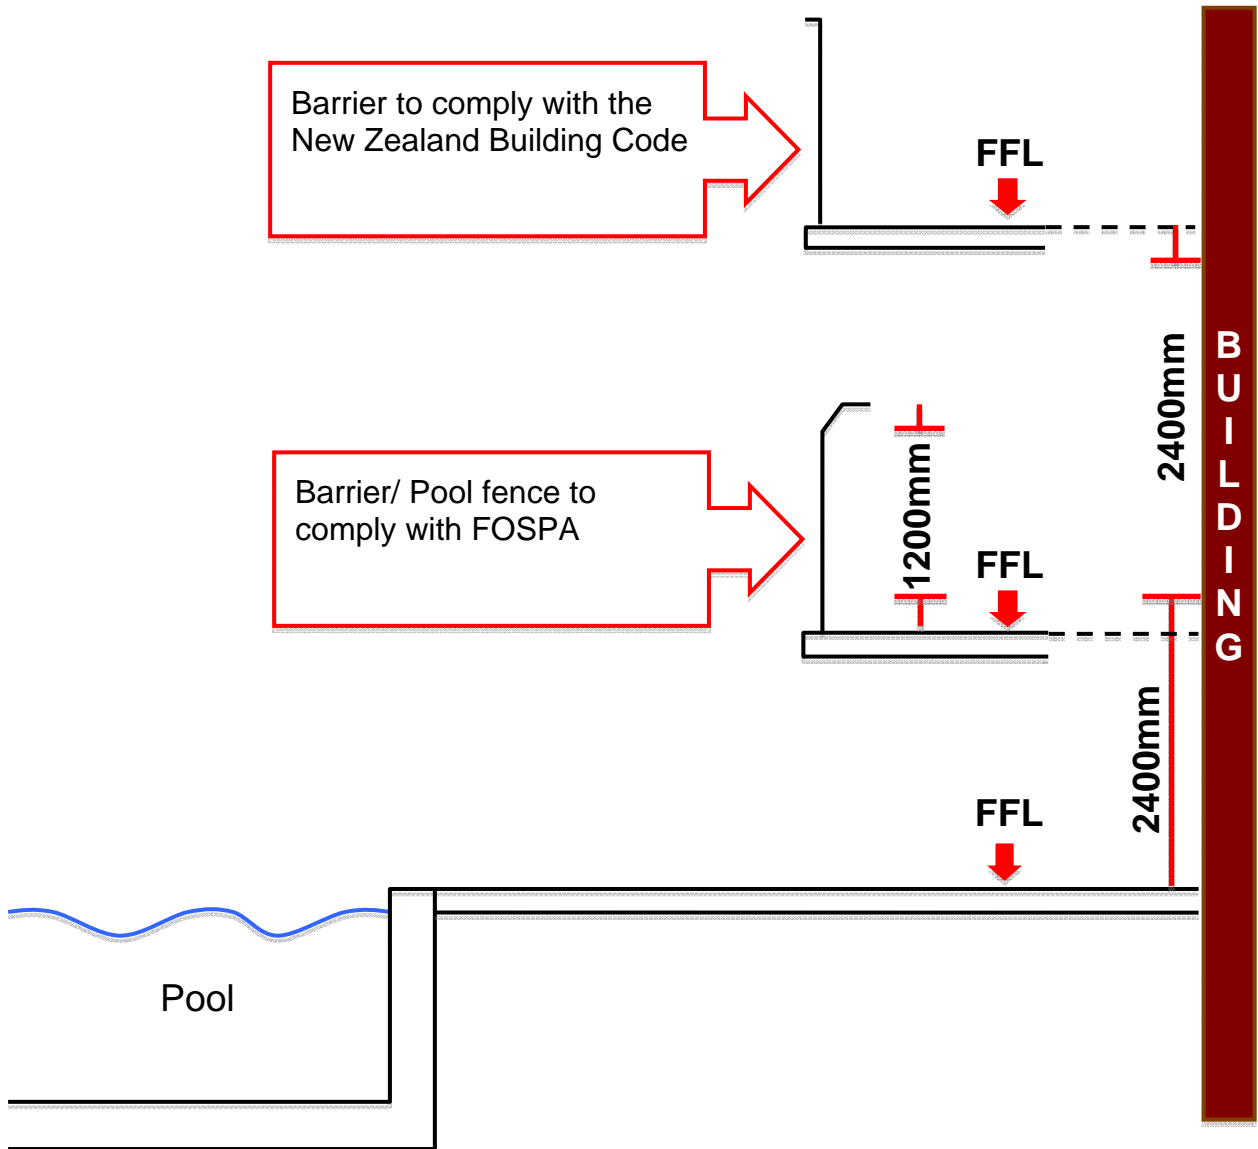 Barrier to comply with the
New Zealand Building Code
FFL
2400mm
BUILDING
Barrier/ Pool fence to
comply with FOSPA
1200mm
FFL
2400mm
FFL
Pool